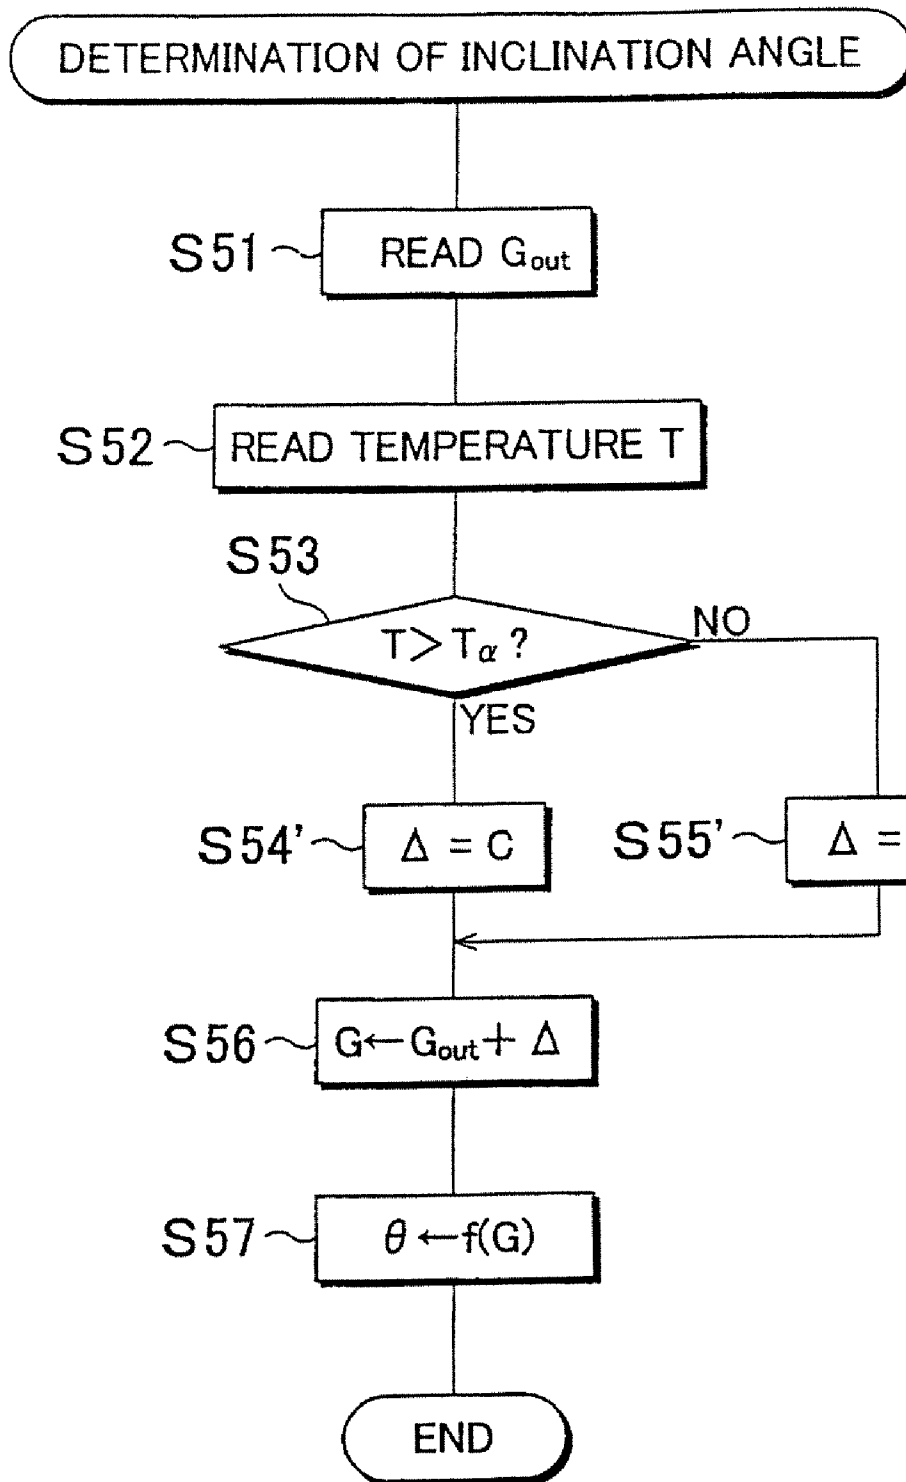 DETERMINATION OF INCLINATION ANGLE
S51
READ Gout
S52
READ TEMPERATURE T
S53
T>Tα?
NO
YES
S54'
Δ = C
S55'
Δ =
S56
G←Gout+ Δ
S57
θ←f(G)
END